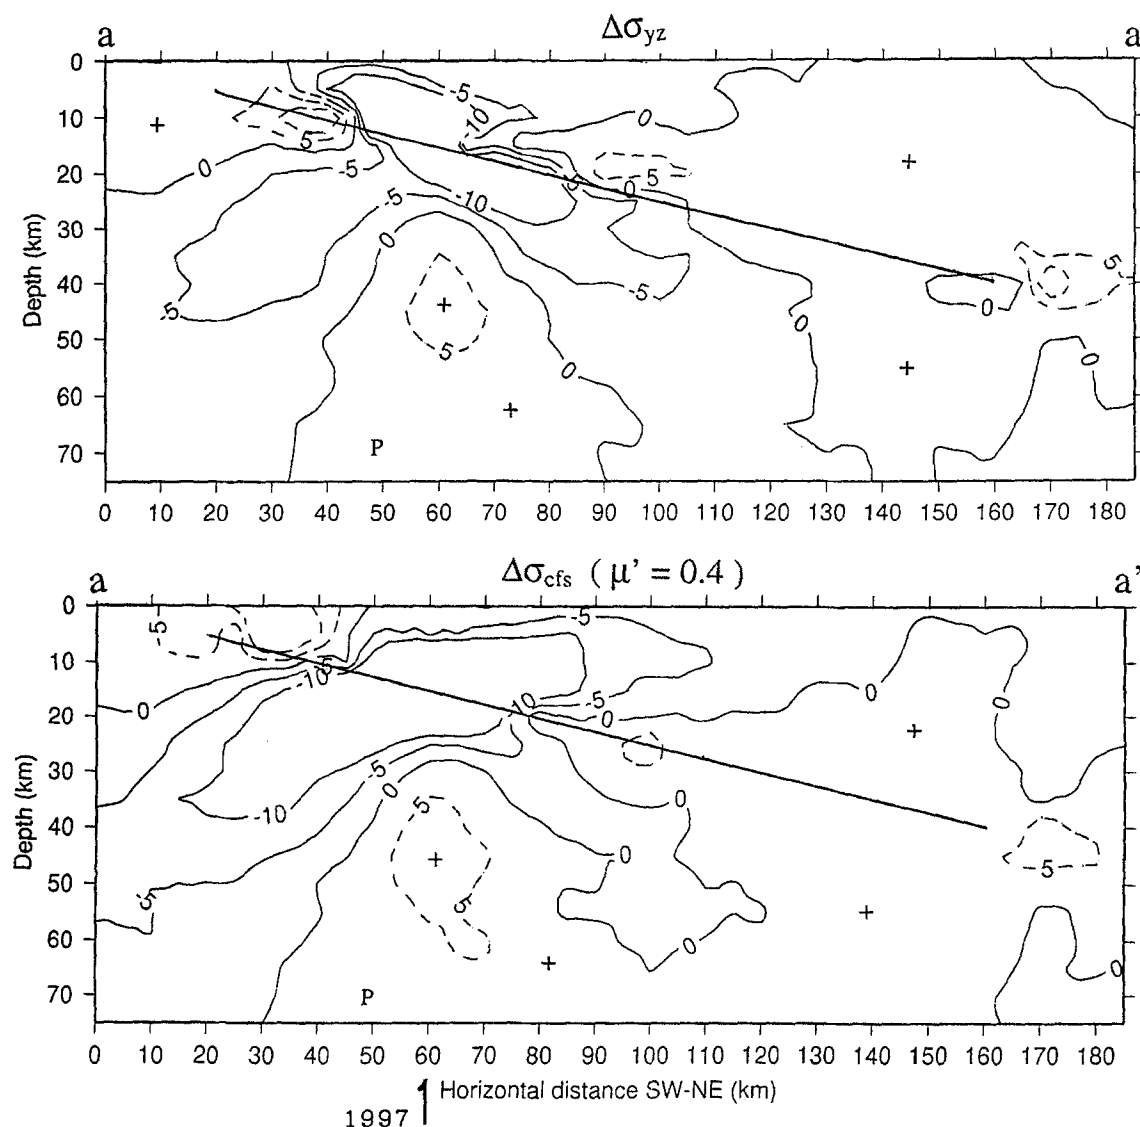 Δσyz
a a
0 10 20 30 40 50 60 70
Depth (km)
-5 -10 0 + 5 0 -5 -10 -5 0 5 0 5 + 5 0 -5 -5 + 5 0 0 0 + 0 +
P
0 10 20 30 40 50 60 70 80 90 100 110 120 130 140 150 160 170 180
Δσcfs ( μ' = 0.4 )
a a'
0 10 20 30 40 50 60 70
Depth (km)
5 5 -10 0 -10 -5 0 0 0 + -5 0 -10 5 0 0 + 5 -5 5 + 0 + 0
P
0 10 20 30 40 50 60 70 80 90 100 110 120 130 140 150 160 170 180
Horizontal distance SW-NE (km)
1997